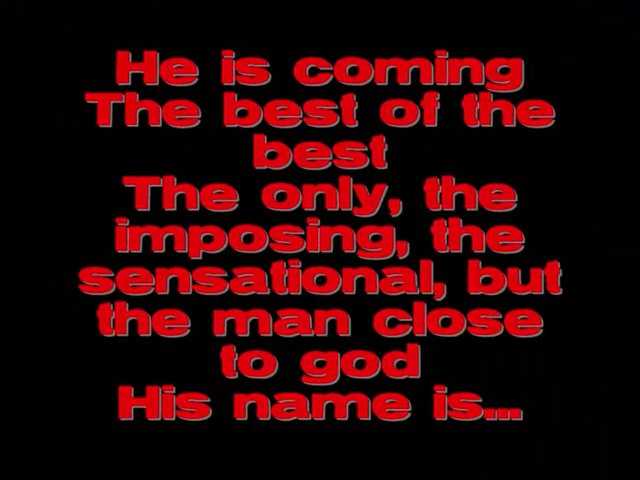 He is coming
The best of the
best
The only, the
imposing, the
sensational, but
the man close
to god
His name is...